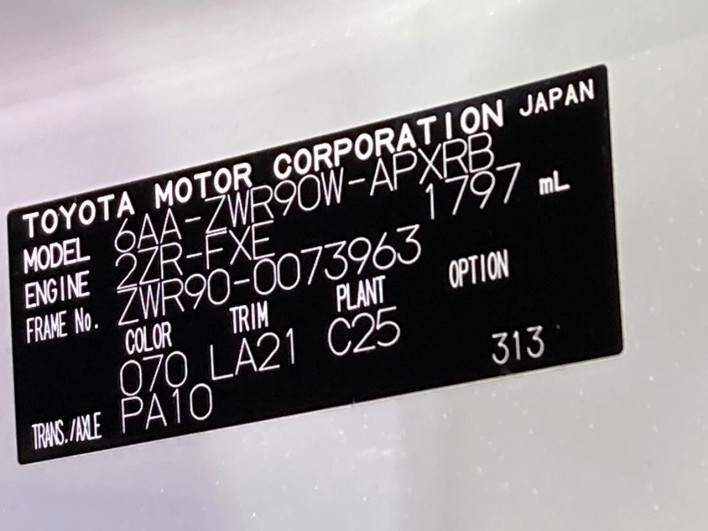 TOYOTA MOTOR CORPORATION JAPAN
MODEL 6AA-ZWR90W-APXRB
ENGINE 2ZR-FXE 1797 mL
FRAME No. ZWR90-0073963
COLOR TRIM PLANT OPTION
070 LA21 C25 313
TRANS./AXLE PA10